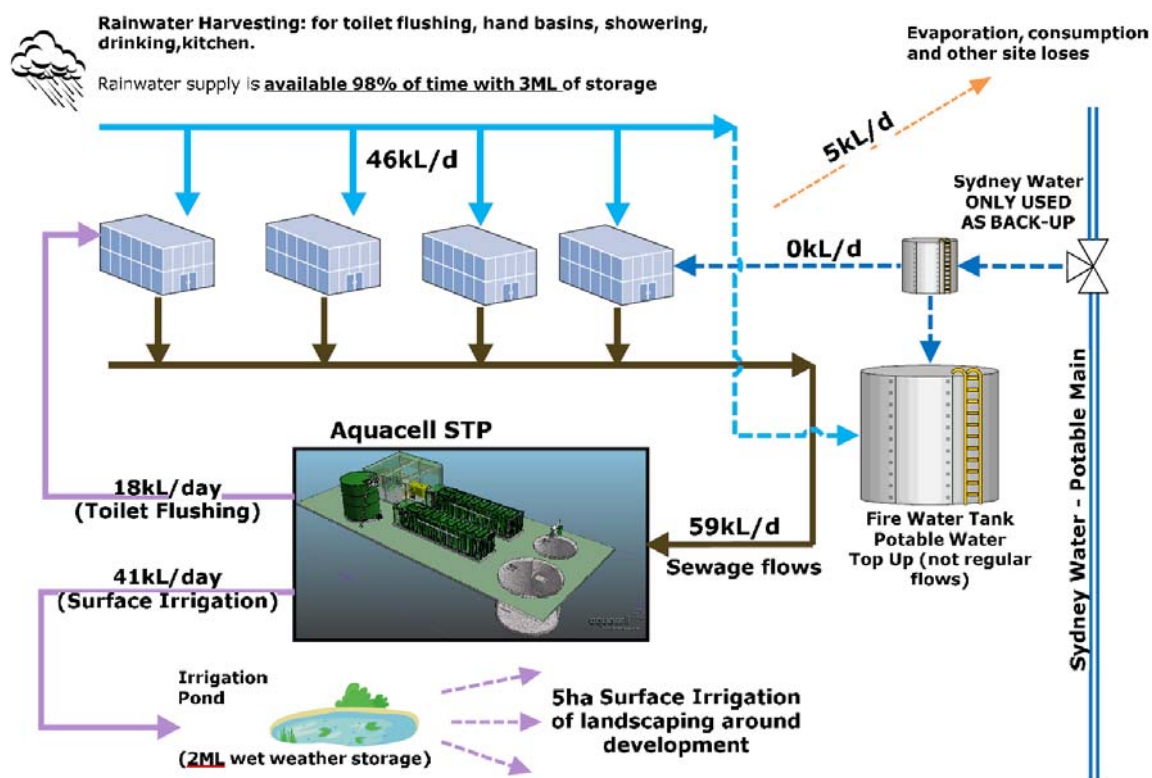 Rainwater Harvesting: for toilet flushing, hand basins, showering,
drinking,kitchen.
Rainwater supply is available 98% of time with 3ML of storage
Evaporation, consumption
and other site loses
5kL/d
46kL/d
Sydney Water
ONLY USED
AS BACK-UP
0kL/d
Aquacell STP
18kL/day
(Toilet Flushing)
59kL/d
Sewage flows
Fire Water Tank
Potable Water
Top Up (not regular
flows)
Sydney Water - Potable Main
41kL/day
(Surface Irrigation)
Irrigation
Pond
(2ML wet weather storage)
5ha Surface Irrigation
of landscaping around
development